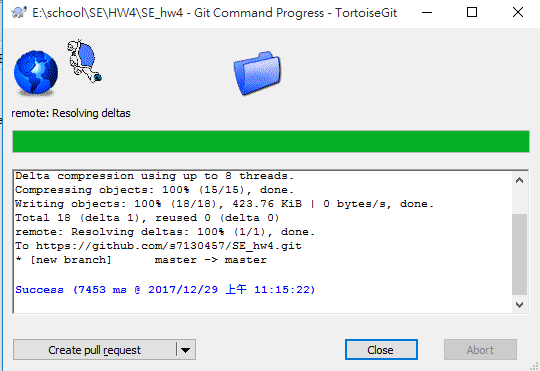 E:\school\SE\HW4\SE_hw4 - Git Command Progress - TortoiseGit
remote: Resolving deltas
Delta compression using up to 8 threads.
Compressing objects: 100% (15/15), done.
Writing objects: 100% (18/18), 423.76 KiB | 0 bytes/s, done.
Total 18 (delta 1), reused 0 (delta 0)
remote: Resolving deltas: 100% (1/1), done.
To https://github.com/s7130457/SE_hw4.git
* [new branch]      master -> master
Success (7453 ms @ 2017/12/29 上午 11:15:22)
Create pull request
Close
Abort